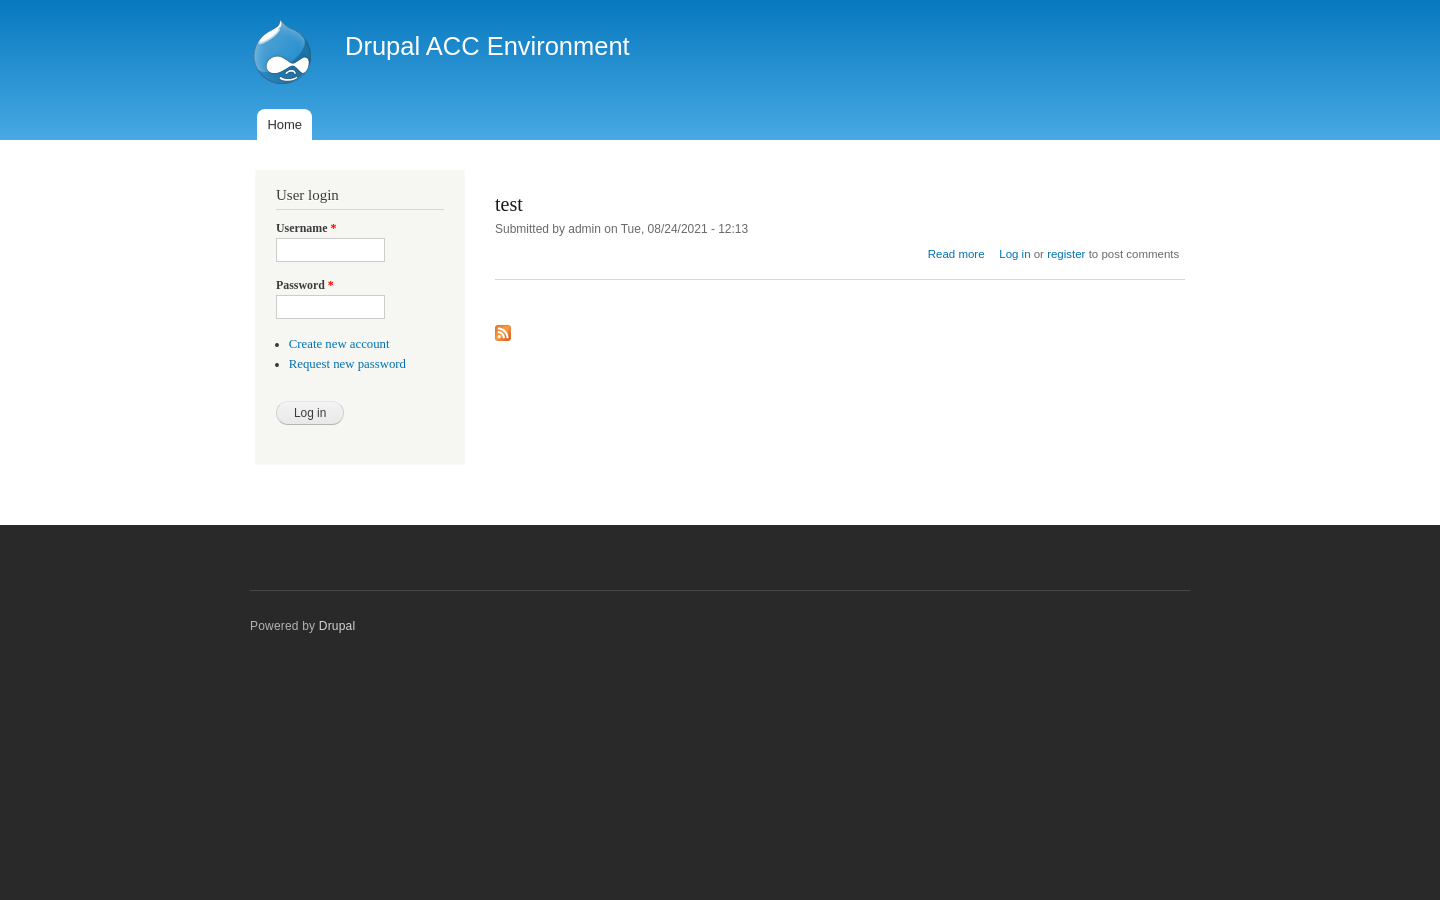 Drupal ACC Environment
Home
User login
Username *
Password *
Create new account
Request new password
Log in
test
Submitted by admin on Tue, 08/24/2021 - 12:13
Read more Log in or register to post comments
Powered by Drupal